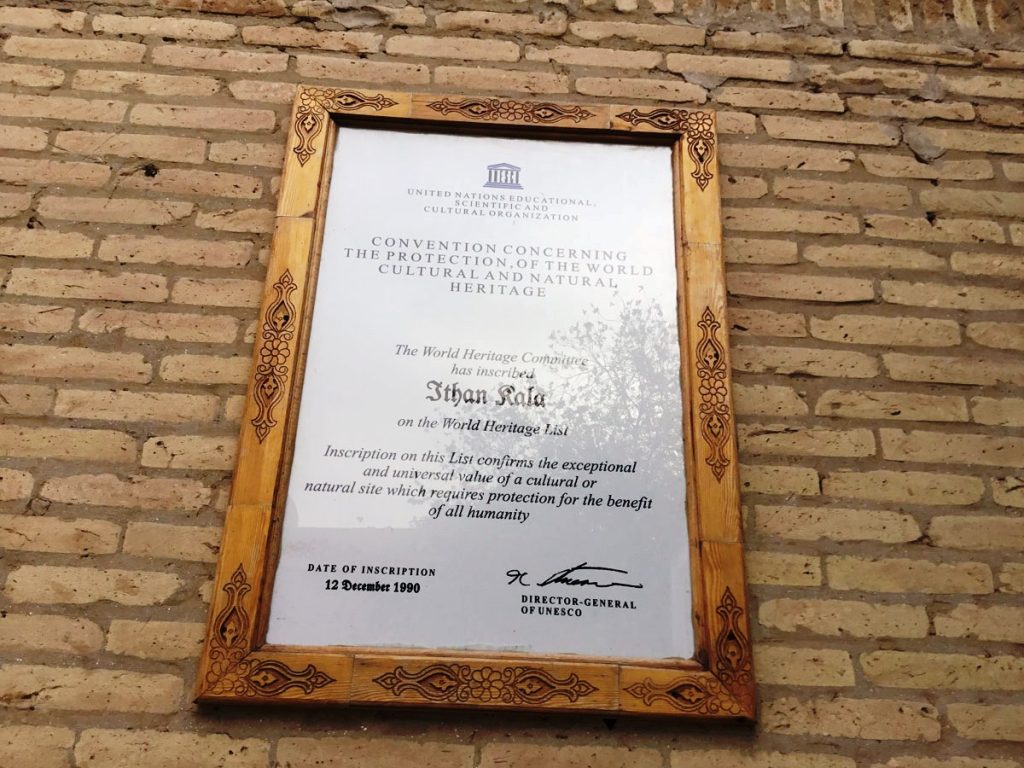 UNITED NATIONS EDUCATIONAL,
SCIENTIFIC AND
CULTURAL ORGANIZATION
CONVENTION CONCERNING
THE PROTECTION, OF THE WORLD
CULTURAL AND NATURAL
HERITAGE
The World Heritage Committee
has inscribed
Ithan Kala
on the World Heritage List
Inscription on this List confirms the exceptional
and universal value of a cultural or
natural site which requires protection for the benefit
of all humanity
DATE OF INSCRIPTION
12 December 1990
DIRECTOR-GENERAL
OF UNESCO